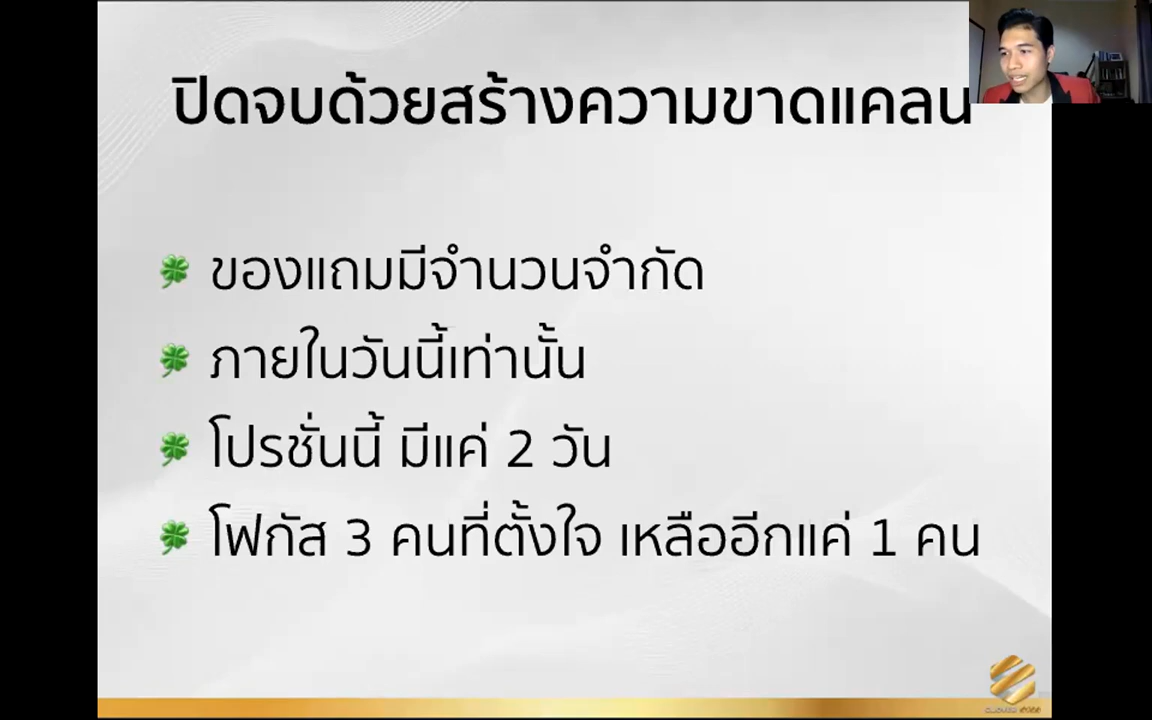 ปิดจบด้วยสร้างความขาดแคลน
ของแถมมีจำนวนจำกัด
ภายในวันนี้เท่านั้น
โปรชั่นนี้ มีแค่ 2 วัน
โฟกัส 3 คนที่ตั้งใจ เหลืออีกแค่ 1 คน